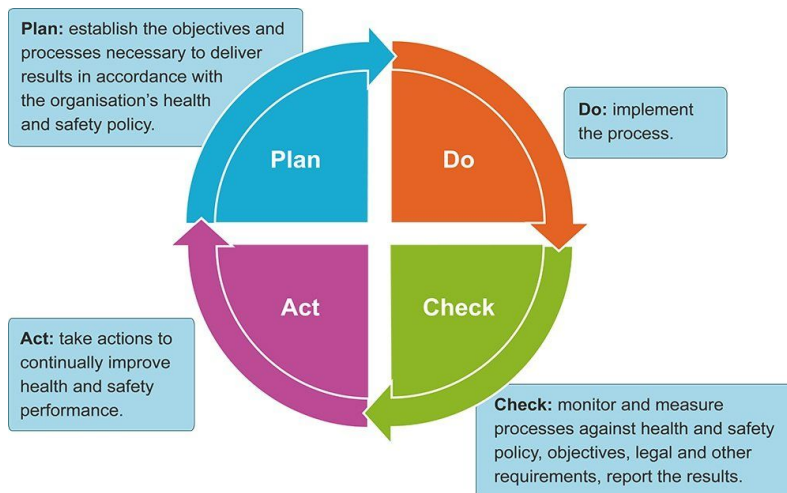 Plan: establish the objectives and
processes necessary to deliver
results in accordance with
the organisation's health
and safety policy.
Do: implement
the process.
Plan
Do
Act
Check
Act: take actions to
continually improve
health and safety
performance.
Check: monitor and measure
processes against health and safety
policy, objectives, legal and other
requirements, report the results.